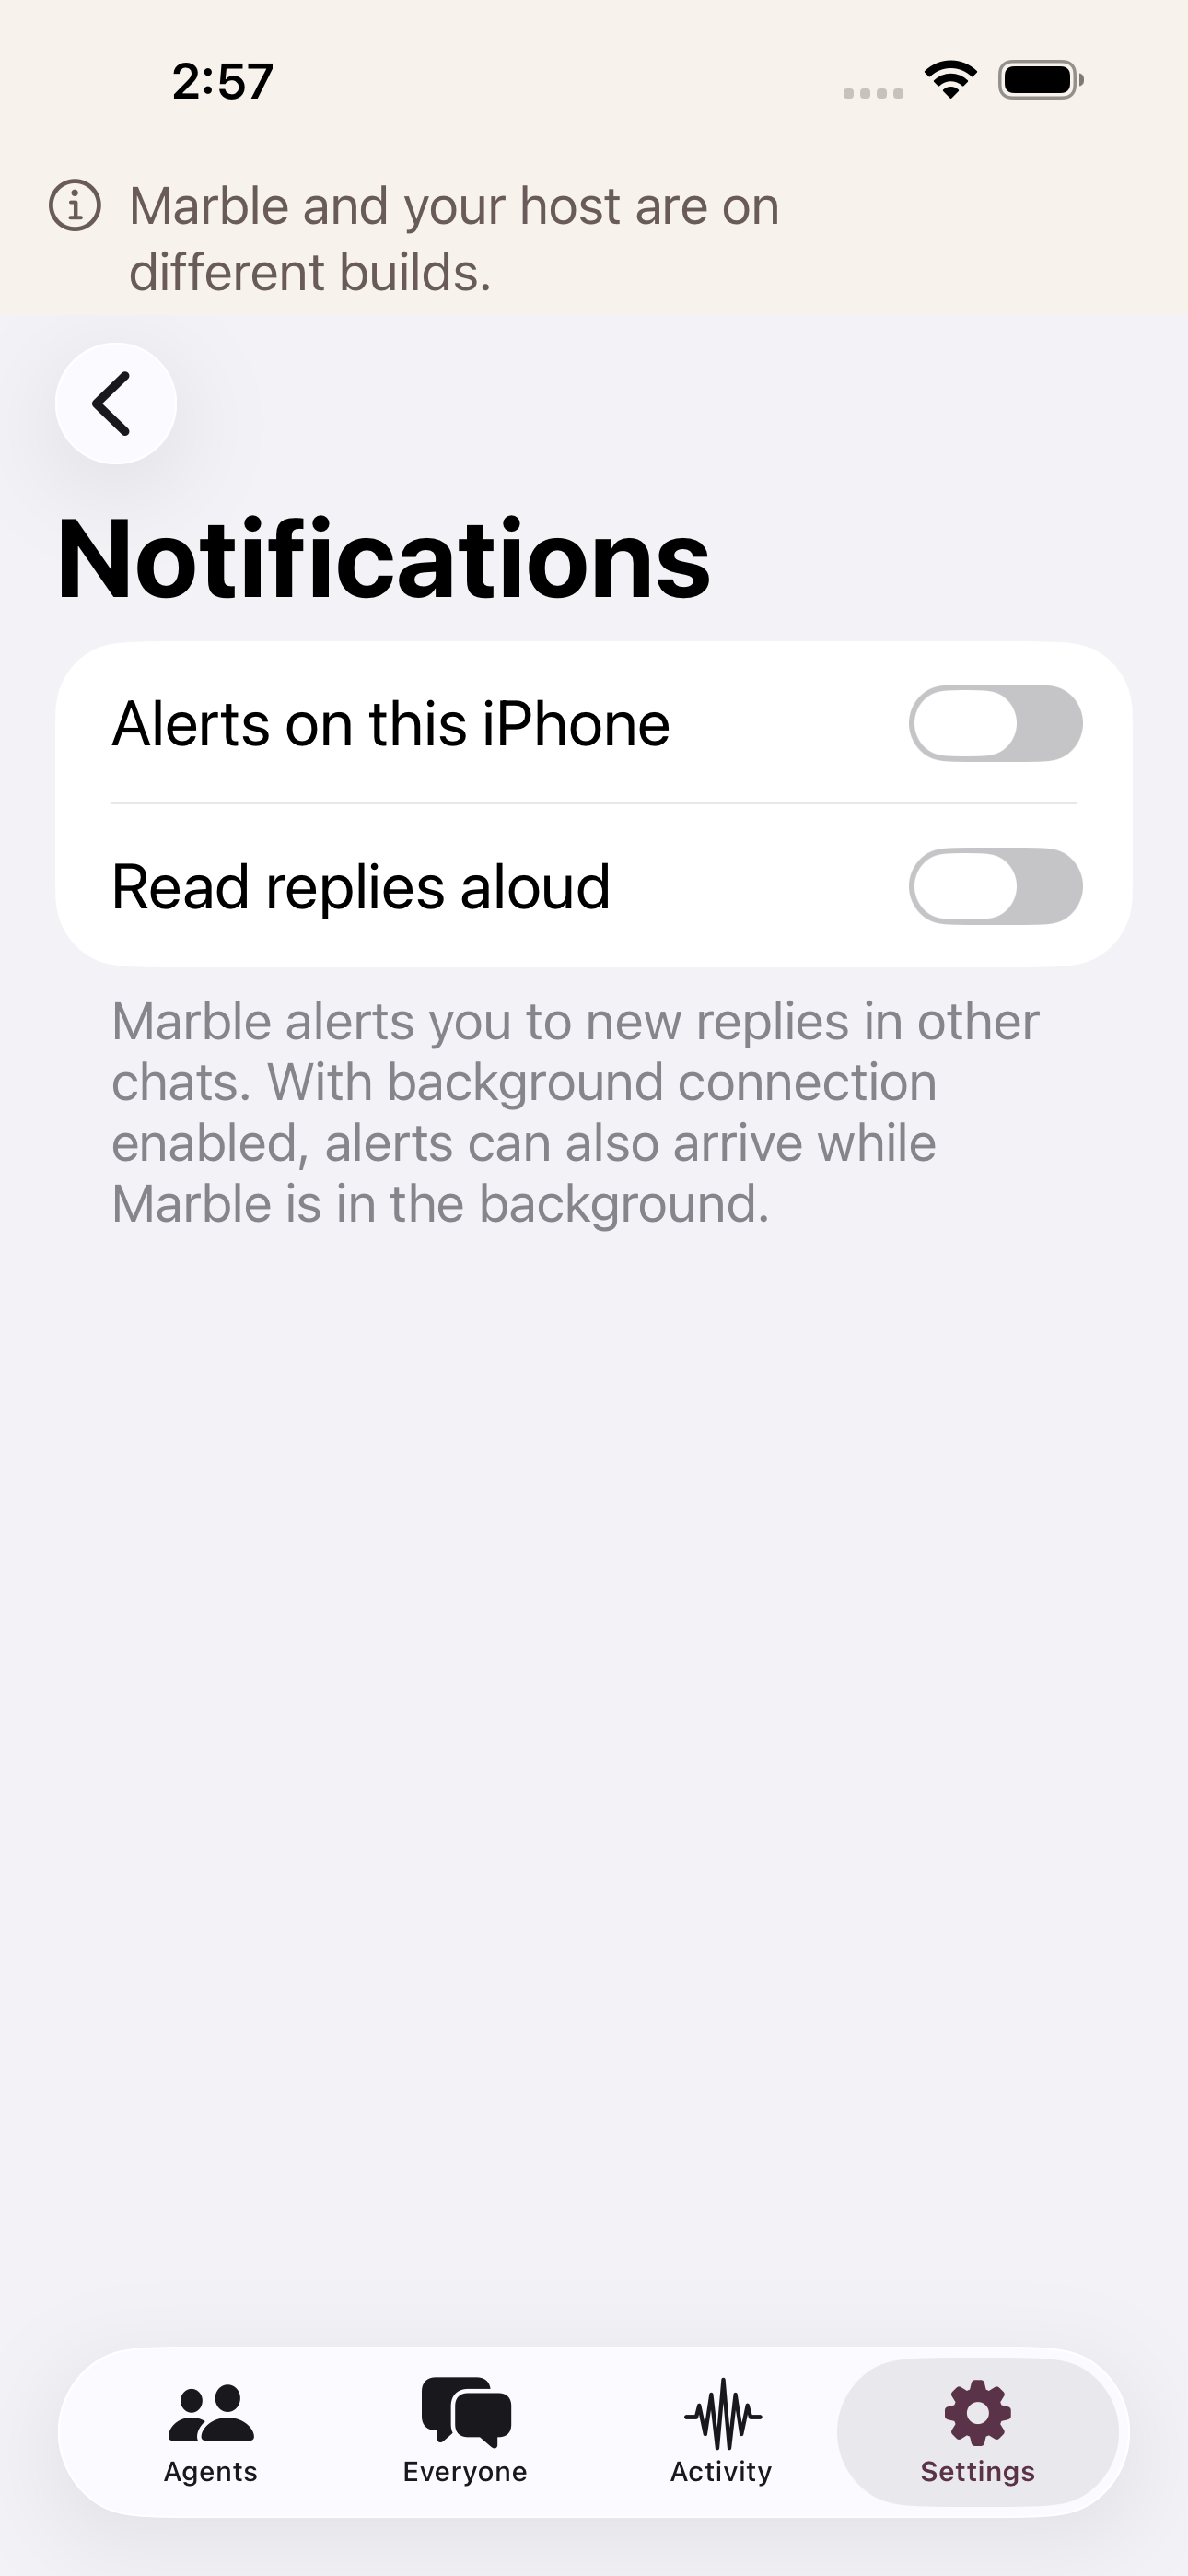 2:57
Marble and your host are on
different builds.
Notifications
Alerts on this iPhone
Read replies aloud
Marble alerts you to new replies in other
chats. With background connection
enabled, alerts can also arrive while
Marble is in the background.
Agents
Everyone
Activity
Settings